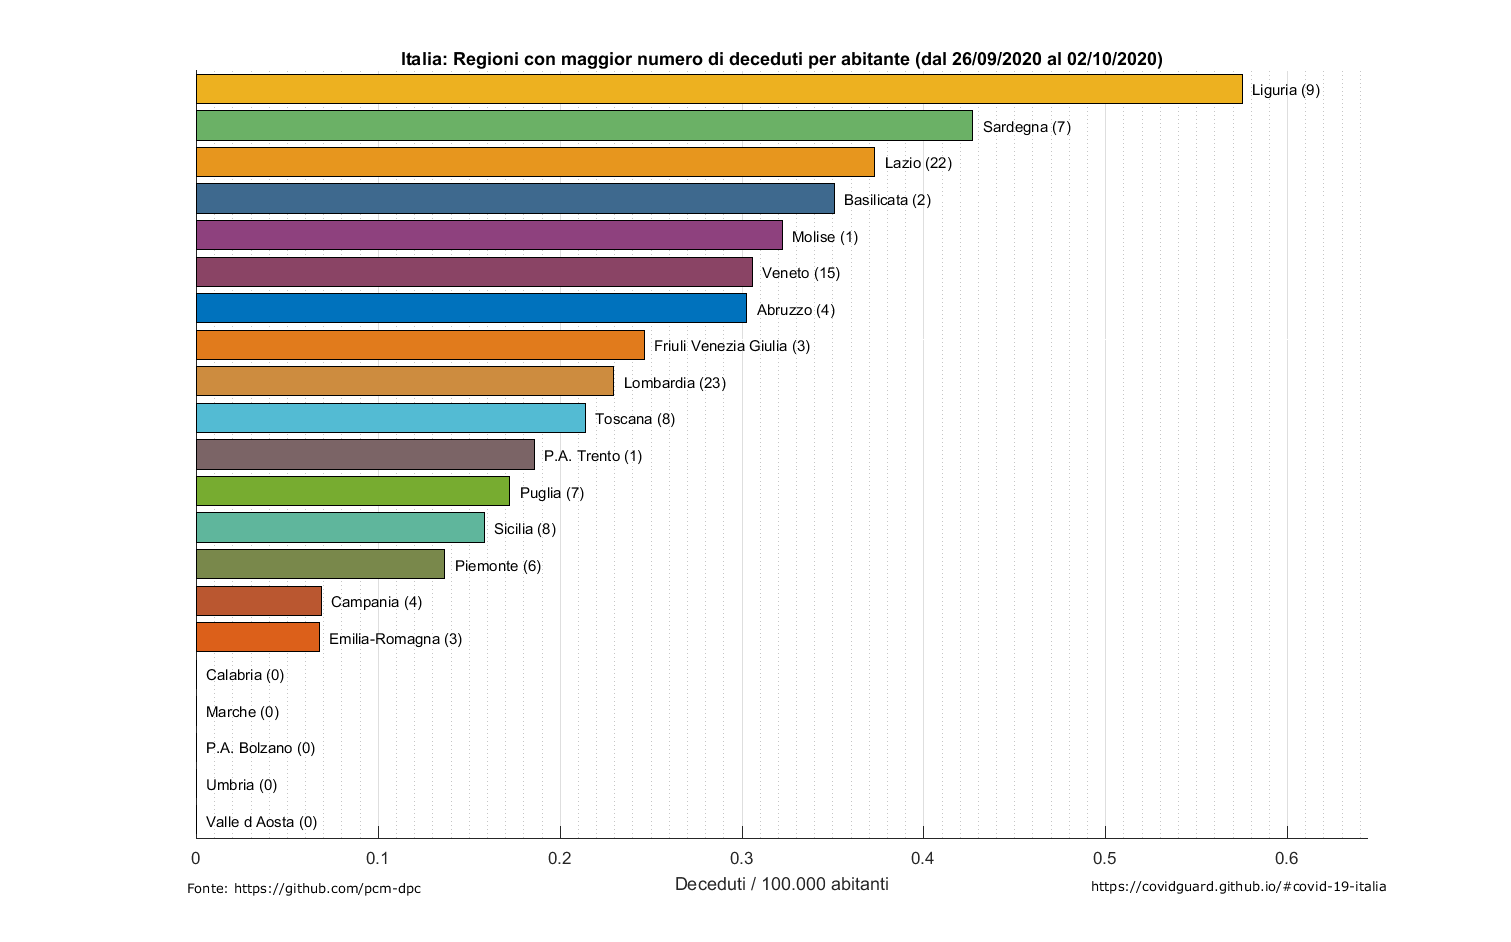 Italia: Regioni con maggior numero di deceduti per abitante (dal 26/09/2020 al 02/10/2020)
Liguria (9)
Sardegna (7)
Lazio (22)
Basilicata (2)
Molise (1)
Veneto (15)
Abruzzo (4)
Friuli Venezia Giulia (3)
Lombardia (23)
Toscana (8)
P.A. Trento (1)
Puglia (7)
Sicilia (8)
Piemonte (6)
Campania (4)
Emilia-Romagna (3)
Calabria (0)
Marche (0)
P.A. Bolzano (0)
Umbria (0)
Valle d Aosta (0)
0 0.1 0.2 0.3 0.4 0.5 0.6
Deceduti / 100.000 abitanti
Fonte: https://github.com/pcm-dpc
https://covidguard.github.io/#covid-19-italia